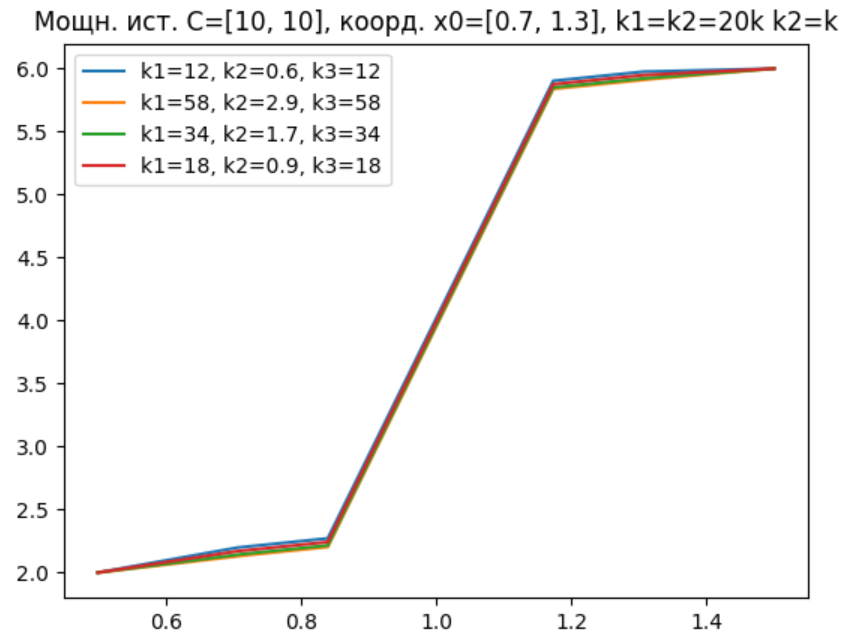 Мощн. ист. C=[10, 10], коорд. x0=[0.7, 1.3], k1=k2=20k k2=k
k1=12, k2=0.6, k3=12
k1=58, k2=2.9, k3=58
k1=34, k2=1.7, k3=34
k1=18, k2=0.9, k3=18
6.0
5.5
5.0
4.5
4.0
3.5
3.0
2.5
2.0
0.6 0.8 1.0 1.2 1.4